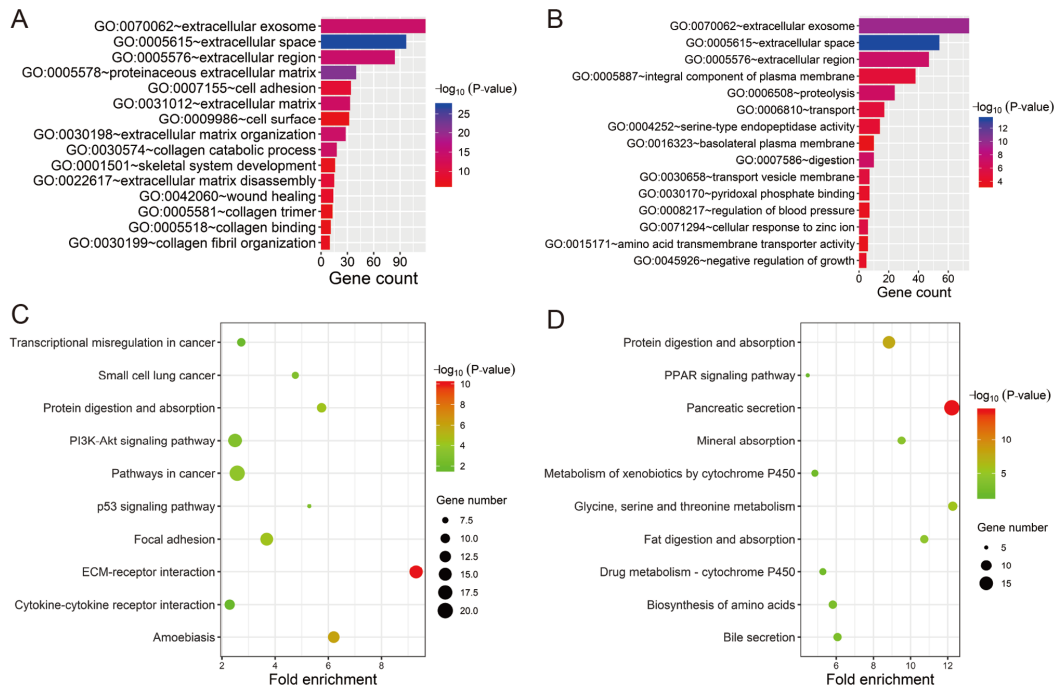 A
GO:0070062~extracellular exosome
GO:0005615~extracellular space
GO:0005576~extracellular region
GO:0005578~proteinaceous extracellular matrix
GO:0007155~cell adhesion
GO:0031012~extracellular matrix
GO:0009986~cell surface
GO:0030198~extracellular matrix organization
GO:0030574~collagen catabolic process
GO:0001501~skeletal system development
GO:0022617~extracellular matrix disassembly
GO:0042060~wound healing
GO:0005581~collagen trimer
GO:0005518~collagen binding
GO:0030199~collagen fibril organization
0 30 60 90
Gene count
−log10 (P-value)
25
20
15
10
B
GO:0070062~extracellular exosome
GO:0005615~extracellular space
GO:0005576~extracellular region
GO:0005887~integral component of plasma membrane
GO:0006508~proteolysis
GO:0006810~transport
GO:0004252~serine-type endopeptidase activity
GO:0016323~basolateral plasma membrane
GO:0007586~digestion
GO:0030658~transport vesicle membrane
GO:0030170~pyridoxal phosphate binding
GO:0008217~regulation of blood pressure
GO:0071294~cellular response to zinc ion
GO:0015171~amino acid transmembrane transporter activity
GO:0045926~negative regulation of growth
0 20 40 60
Gene count
−log10 (P-value)
12
10
8
6
4
C
Transcriptional misregulation in cancer
Small cell lung cancer
Protein digestion and absorption
PI3K-Akt signaling pathway
Pathways in cancer
p53 signaling pathway
Focal adhesion
ECM-receptor interaction
Cytokine-cytokine receptor interaction
Amoebiasis
2 4 6 8
Fold enrichment
−log10 (P-value)
10
8
6
4
2
Gene number
7.5
10.0
12.5
15.0
17.5
20.0
D
Protein digestion and absorption
PPAR signaling pathway
Pancreatic secretion
Mineral absorption
Metabolism of xenobiotics by cytochrome P450
Glycine, serine and threonine metabolism
Fat digestion and absorption
Drug metabolism - cytochrome P450
Biosynthesis of amino acids
Bile secretion
6 8 10 12
Fold enrichment
−log10 (P-value)
10
5
Gene number
5
10
15